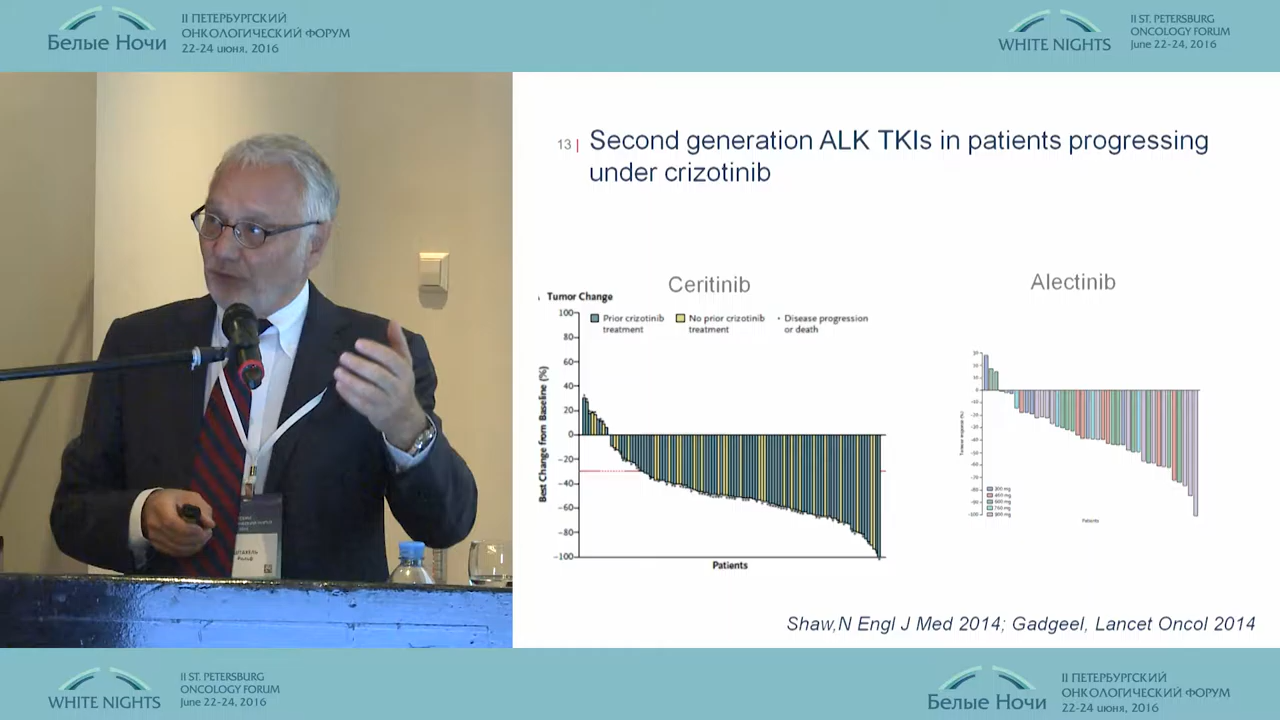 Белые Ночи
II ПЕТЕРБУРГСКИЙ
ОНКОЛОГИЧЕСКИЙ ФОРУМ
22-24 июня, 2016
WHITE NIGHTS
II ST. PETERSBURG
ONCOLOGY FORUM
June 22-24, 2016
13 | Second generation ALK TKIs in patients progressing
under crizotinib
Ceritinib
Tumor Change
Prior crizotinib
treatment
No prior crizotinib
treatment
Disease progression
or death
Best Change from Baseline (%)
100
80
60
40
20
0
−20
−40
−60
−80
−100
Patients
Alectinib
Patients
Shaw,N Engl J Med 2014; Gadgeel, Lancet Oncol 2014
WHITE NIGHTS
II ST. PETERSBURG
ONCOLOGY FORUM
June 22-24, 2016
Белые Ночи
II ПЕТЕРБУРГСКИЙ
ОНКОЛОГИЧЕСКИЙ ФОРУМ
22-24 июня, 2016